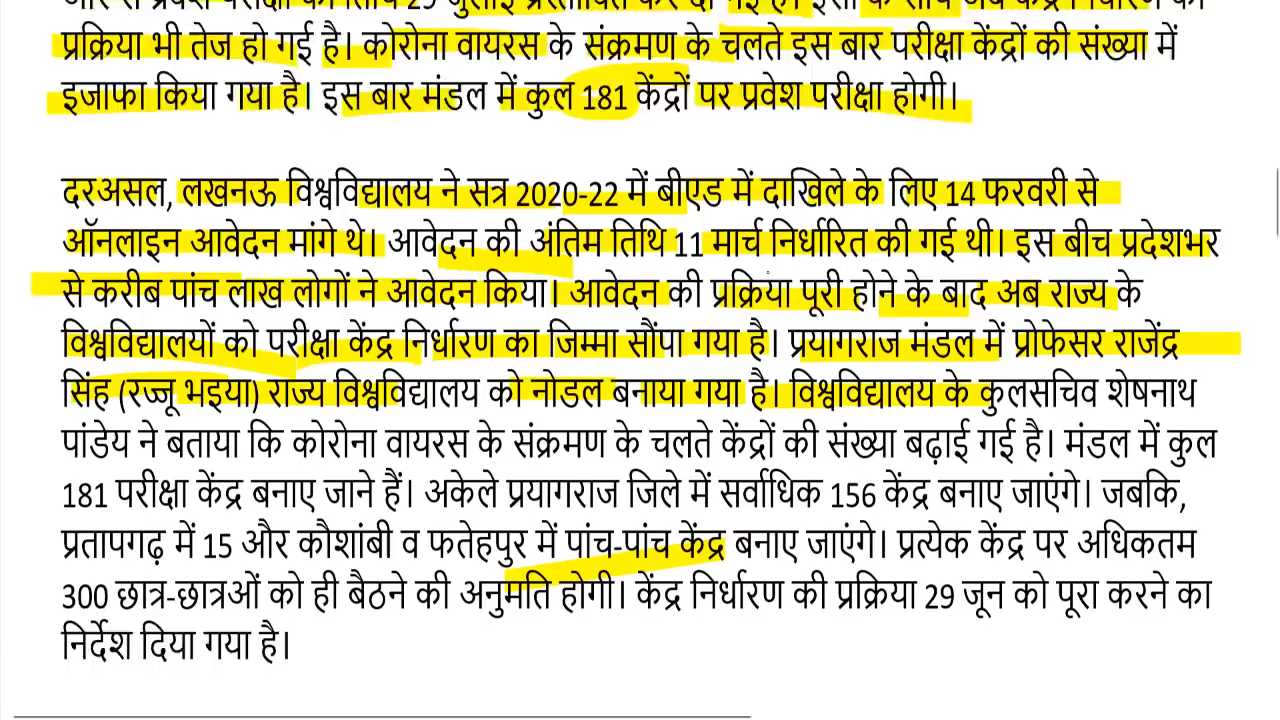 प्रक्रिया भी तेज हो गई है। कोरोना वायरस के संक्रमण के चलते इस बार परीक्षा केंद्रों की संख्या में
इजाफा किया गया है। इस बार मंडल में कुल 181 केंद्रों पर प्रवेश परीक्षा होगी।
दरअसल, लखनऊ विश्वविद्यालय ने सत्र 2020-22 में बीएड में दाखिले के लिए 14 फरवरी से
ऑनलाइन आवेदन मांगे थे। आवेदन की अंतिम तिथि 11 मार्च निर्धारित की गई थी। इस बीच प्रदेशभर
से करीब पांच लाख लोगों ने आवेदन किया। आवेदन की प्रक्रिया पूरी होने के बाद अब राज्य के
विश्वविद्यालयों को परीक्षा केंद्र निर्धारण का जिम्मा सौंपा गया है। प्रयागराज मंडल में प्रोफेसर राजेंद्र
सिंह (रज्जू भइया) राज्य विश्वविद्यालय को नोडल बनाया गया है। विश्वविद्यालय के कुलसचिव शेषनाथ
पांडेय ने बताया कि कोरोना वायरस के संक्रमण के चलते केंद्रों की संख्या बढ़ाई गई है। मंडल में कुल
181 परीक्षा केंद्र बनाए जाने हैं। अकेले प्रयागराज जिले में सर्वाधिक 156 केंद्र बनाए जाएंगे। जबकि,
प्रतापगढ़ में 15 और कौशांबी व फतेहपुर में पांच-पांच केंद्र बनाए जाएंगे। प्रत्येक केंद्र पर अधिकतम
300 छात्र-छात्रओं को ही बैठने की अनुमति होगी। केंद्र निर्धारण की प्रक्रिया 29 जून को पूरा करने का
निर्देश दिया गया है।